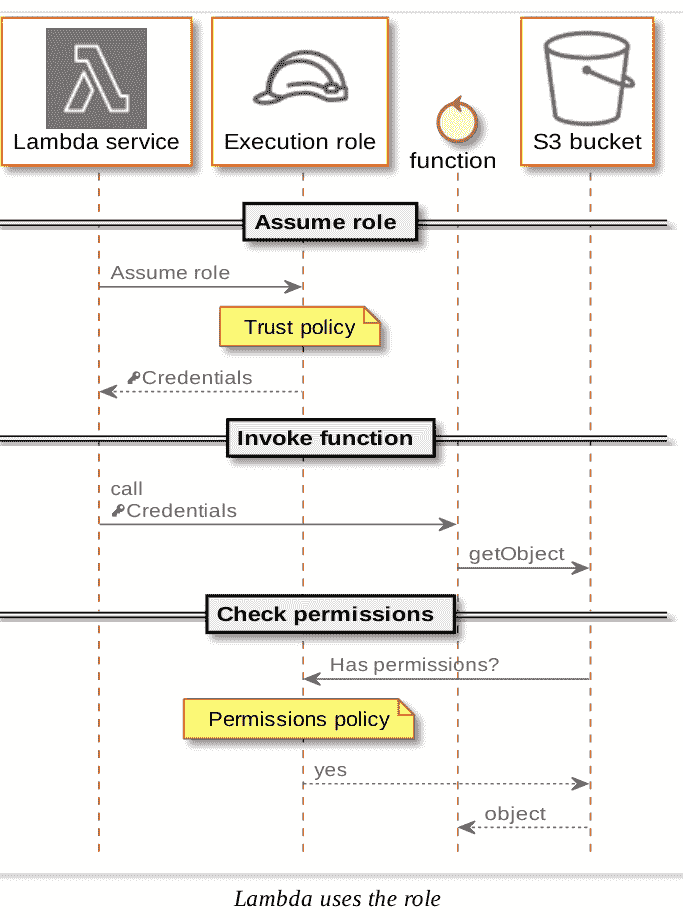 Lambda service
Execution role
function
S3 bucket
Assume role
Assume role
Trust policy
Credentials
Invoke function
call
Credentials
getObject
Check permissions
Has permissions?
Permissions policy
yes
object
Lambda uses the role